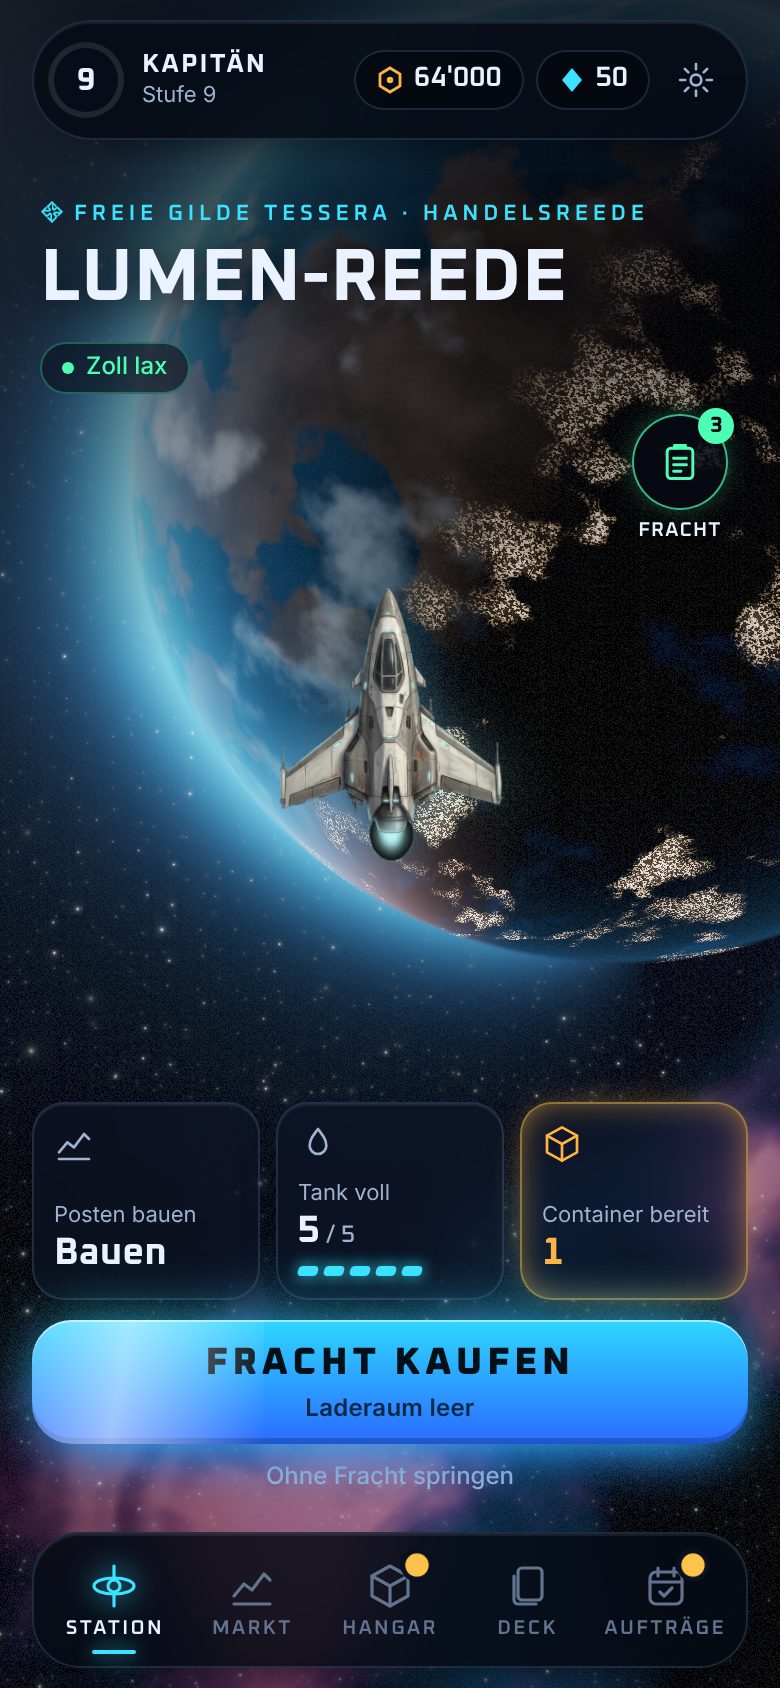 9
KAPITÄN
Stufe 9
64'000
50
FREIE GILDE TESSERA · HANDELSREEDE
LUMEN-REEDE
Zoll lax
3
FRACHT
Posten bauen
Bauen
Tank voll
5 / 5
Container bereit
1
FRACHT KAUFEN
Laderaum leer
Ohne Fracht springen
STATION
MARKT
HANGAR
DECK
AUFTRÄGE